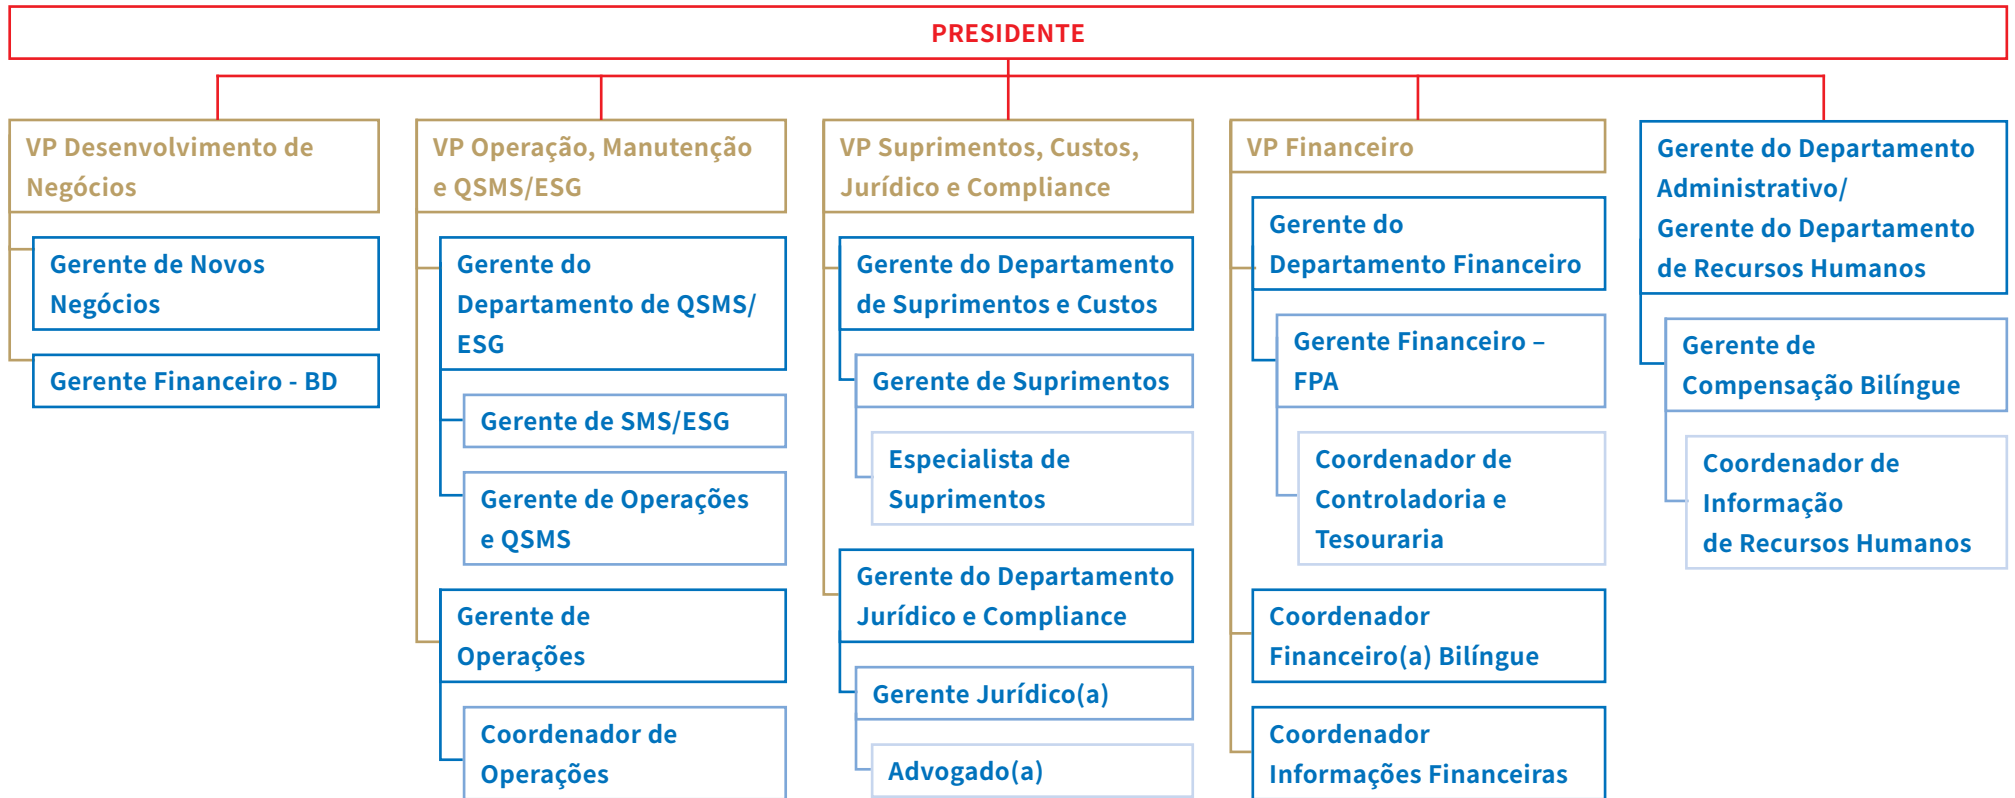 PRESIDENTE
VP Desenvolvimento de
Negócios
Gerente de Novos
Negócios
Gerente Financeiro - BD
VP Operação, Manutenção
e QSMS/ESG
Gerente do
Departamento de QSMS/
ESG
Gerente de SMS/ESG
Gerente de Operações
e QSMS
Gerente de
Operações
Coordenador de
Operações
VP Suprimentos, Custos,
Jurídico e Compliance
Gerente do Departamento
de Suprimentos e Custos
Gerente de Suprimentos
Especialista de
Suprimentos
Gerente do Departamento
Jurídico e Compliance
Gerente Jurídico(a)
Advogado(a)
VP Financeiro
Gerente do
Departamento Financeiro
Gerente Financeiro –
FPA
Coordenador de
Controladoria e
Tesouraria
Coordenador
Financeiro(a) Bilíngue
Coordenador
Informações Financeiras
Gerente do Departamento
Administrativo/
Gerente do Departamento
de Recursos Humanos
Gerente de
Compensação Bilíngue
Coordenador de
Informação
de Recursos Humanos